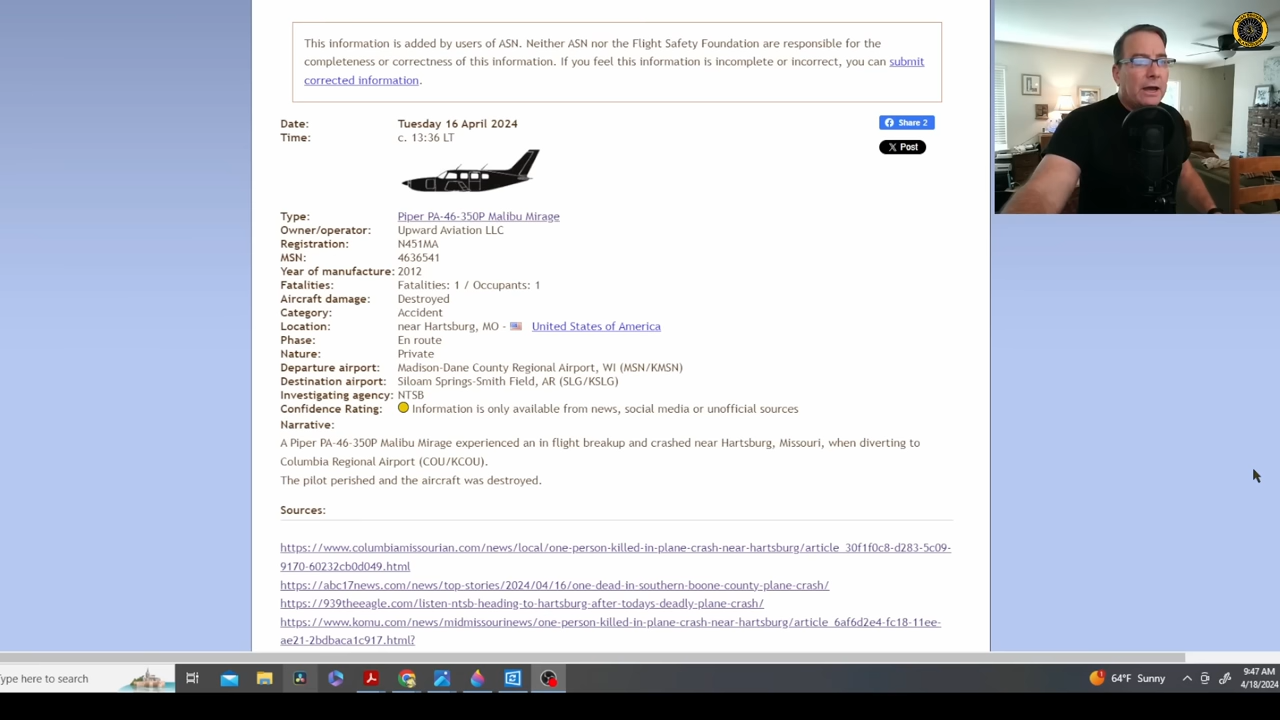 This information is added by users of ASN. Neither ASN nor the Flight Safety Foundation are responsible for the
completeness or correctness of this information. If you feel this information is incomplete or incorrect, you can submit
corrected information.
Date: Tuesday 16 April 2024
Share 2
Time: c. 13:36 LT
Post
Type: Piper PA-46-350P Malibu Mirage
Owner/operator: Upward Aviation LLC
Registration: N451MA
MSN: 4636541
Year of manufacture: 2012
Fatalities: Fatalities: 1 / Occupants: 1
Aircraft damage: Destroyed
Category: Accident
Location: near Hartsburg, MO - United States of America
Phase: En route
Nature: Private
Departure airport: Madison-Dane County Regional Airport, WI (MSN/KMSN)
Destination airport: Siloam Springs-Smith Field, AR (SLG/KSLG)
Investigating agency: NTSB
Confidence Rating: Information is only available from news, social media or unofficial sources
Narrative:
A Piper PA-46-350P Malibu Mirage experienced an in flight breakup and crashed near Hartsburg, Missouri, when diverting to
Columbia Regional Airport (COU/KCOU).
The pilot perished and the aircraft was destroyed.
Sources:
https://www.columbiamissourian.com/news/local/one-person-killed-in-plane-crash-near-hartsburg/article_30f1f0c8-d283-5c09-
9170-60232cb0d049.html
https://abc17news.com/news/top-stories/2024/04/16/one-dead-in-southern-boone-county-plane-crash/
https://939theeagle.com/listen-ntsb-heading-to-hartsburg-after-todays-deadly-plane-crash/
https://www.komu.com/news/midmissourinews/one-person-killed-in-plane-crash-near-hartsburg/article_6af6d2e4-fc18-11ee-
ae21-2bdbaca1c917.html?
ype here to search
64°F Sunny
9:47 AM
4/18/2024